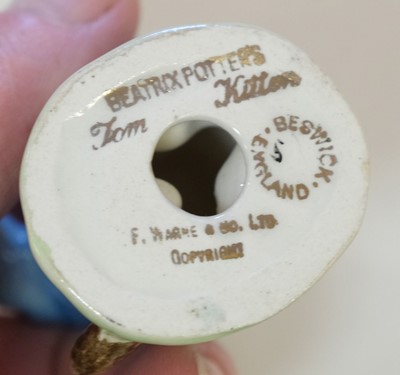 BEATRIX POTTER'S
Tom Kitten
BESWICK.
ENGLAND.
F. WARNE & CO. LTD.
COPYRIGHT